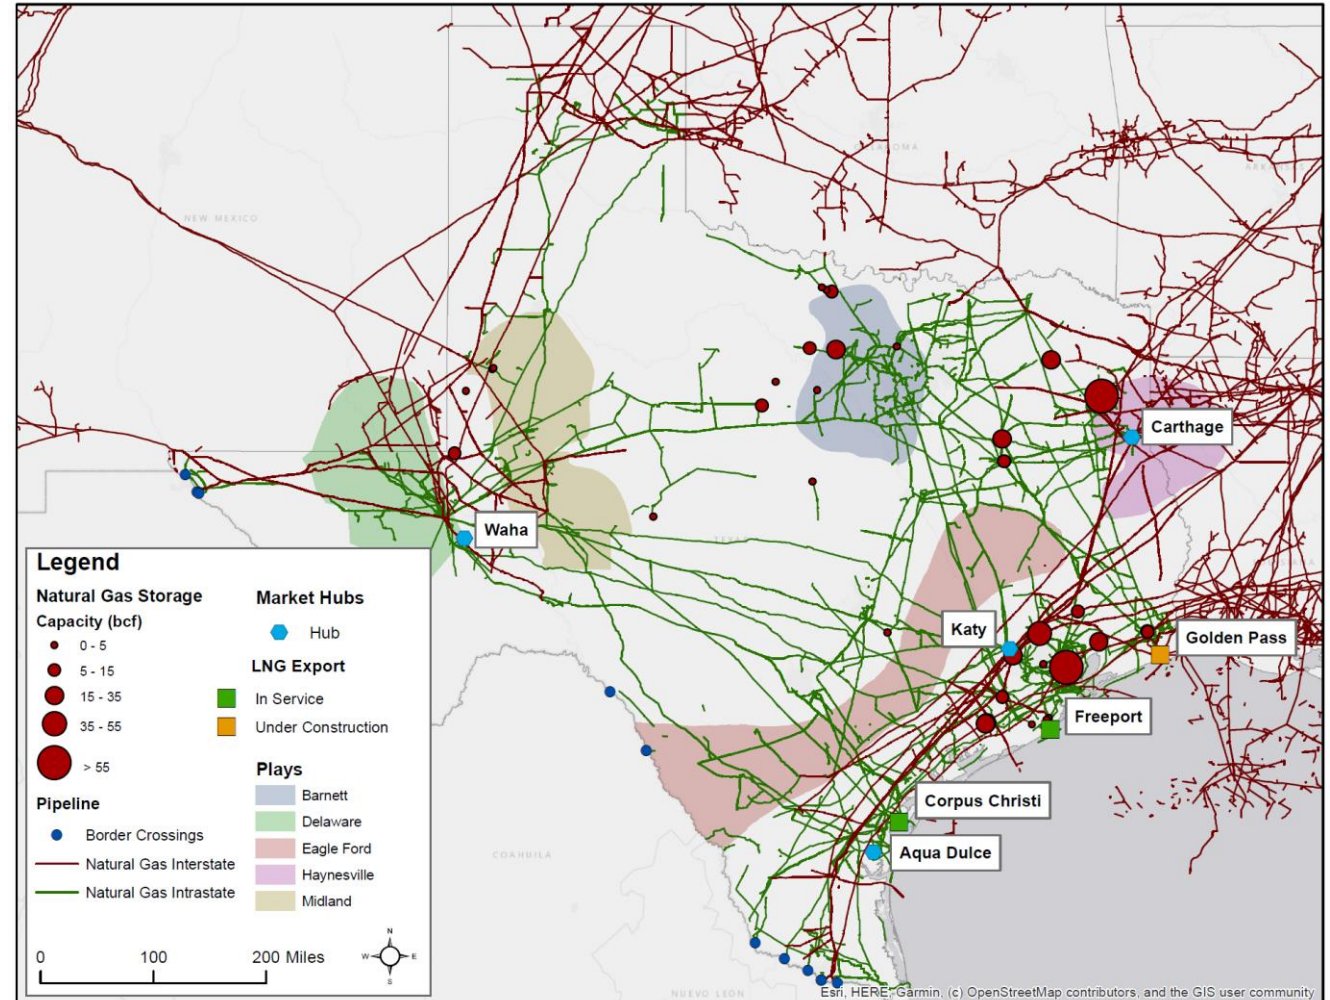 OKLAHOMA
ARKANSAS
NEW MEXICO
Carthage
Waha
TEXAS
Katy
Golden Pass
Freeport
Corpus Christi
Aqua Dulce
COAHUILA
NUEVO LEON
Legend
Natural Gas Storage
Capacity (bcf)
0 - 5
5 - 15
15 - 35
35 - 55
> 55
Pipeline
Border Crossings
Natural Gas Interstate
Natural Gas Intrastate
Market Hubs
Hub
LNG Export
In Service
Under Construction
Plays
Barnett
Delaware
Eagle Ford
Haynesville
Midland
N
W E
S
0 100 200 Miles
Esri, HERE, Garmin, (c) OpenStreetMap contributors, and the GIS user community